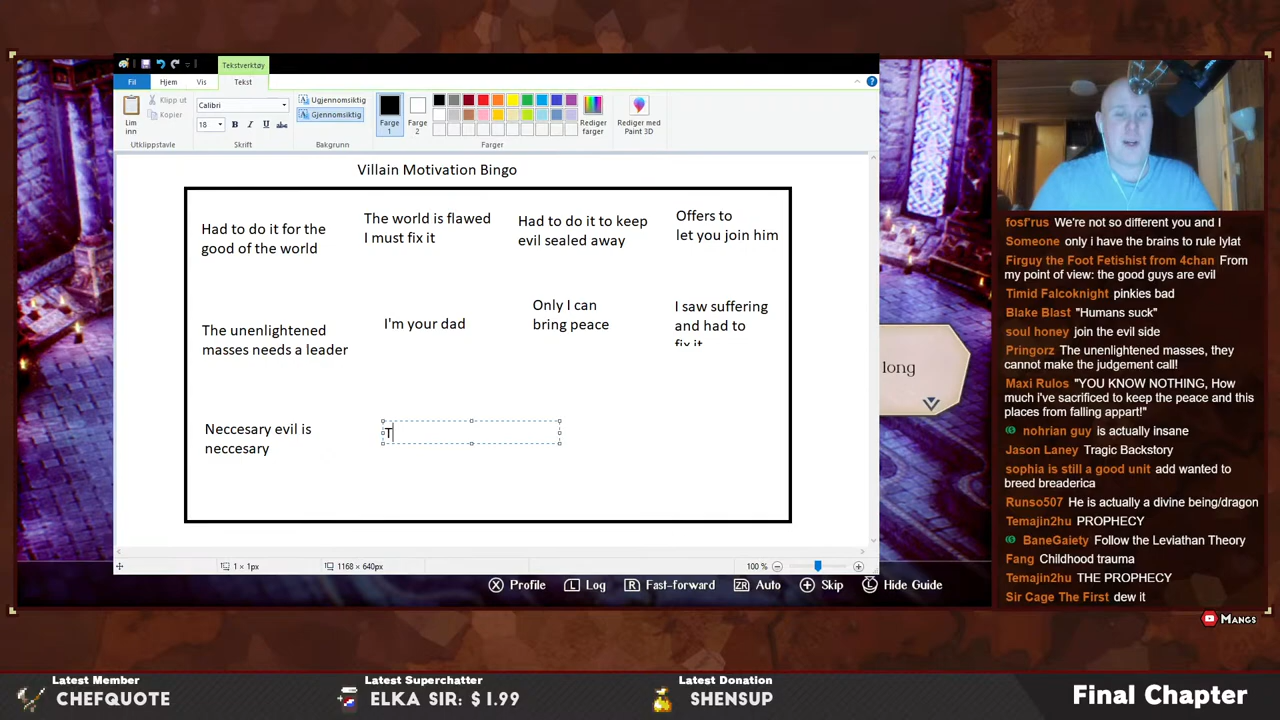 Tekstverktøy
Fil
Hjem
Vis
Tekst
Lim inn
Klipp ut
Kopier
Utklippstavle
Calibri
18
B I U abc
Skrift
Ugjennomsiktig
Gjennomsiktig
Bakgrunn
Farge 1
Farge 2
Rediger farger
Rediger med Paint 3D
Farger
Villain Motivation Bingo
Had to do it for the
good of the world
The world is flawed
I must fix it
Had to do it to keep
evil sealed away
Offers to
let you join him
The unenlightened
masses needs a leader
I'm your dad
Only I can
bring peace
I saw suffering
and had to
fix it
Neccesary evil is
neccesary
T
1 × 1px
1168 × 640px
100 %
long
X Profile
L Log
R Fast-forward
ZR Auto
+ Skip
L Hide Guide
fosf'rus We're not so different you and I
Someone only i have the brains to rule lylat
Firguy the Foot Fetishist from 4chan From
my point of view: the good guys are evil
Timid Falcoknight pinkies bad
Blake Blast "Humans suck"
soul honey join the evil side
Pringorz The unenlightened masses, they
cannot make the judgement call!
Maxi Rulos "YOU KNOW NOTHING, How
much i've sacrificed to keep the peace and this
places from falling appart!"
nohrian guy is actually insane
Jason Laney Tragic Backstory
sophia is still a good unit add wanted to
breed breaderica
Runso507 He is actually a divine being/dragon
Temajin2hu PROPHECY
BaneGaiety Follow the Leviathan Theory
Fang Childhood trauma
Temajin2hu THE PROPHECY
Sir Cage The First dew it
MANGS
Latest Member
CHEFQUOTE
Latest Superchatter
ELKA SIR: $ 1.99
Latest Donation
SHENSUP
Final Chapter